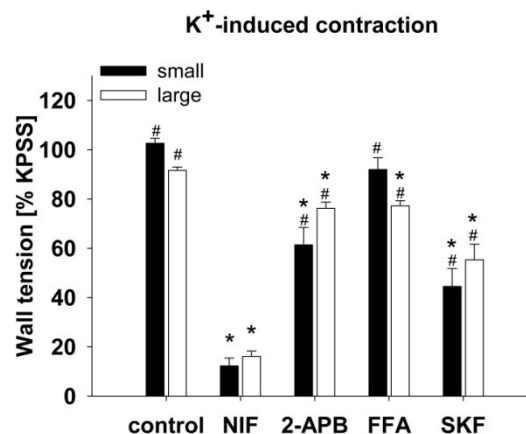 K+-induced contraction
small
large
Wall tension [% KPSS]
120
100
80
60
40
20
0
# # * * * # * # # * # * # * #
control NIF 2-APB FFA SKF